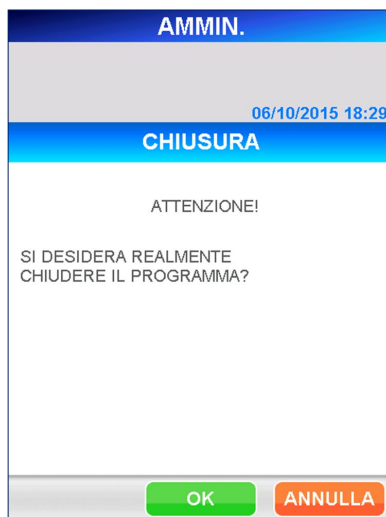 AMMIN.
06/10/2015 18:29
CHIUSURA
ATTENZIONE!
SI DESIDERA REALMENTE
CHIUDERE IL PROGRAMMA?
OK
ANNULLA